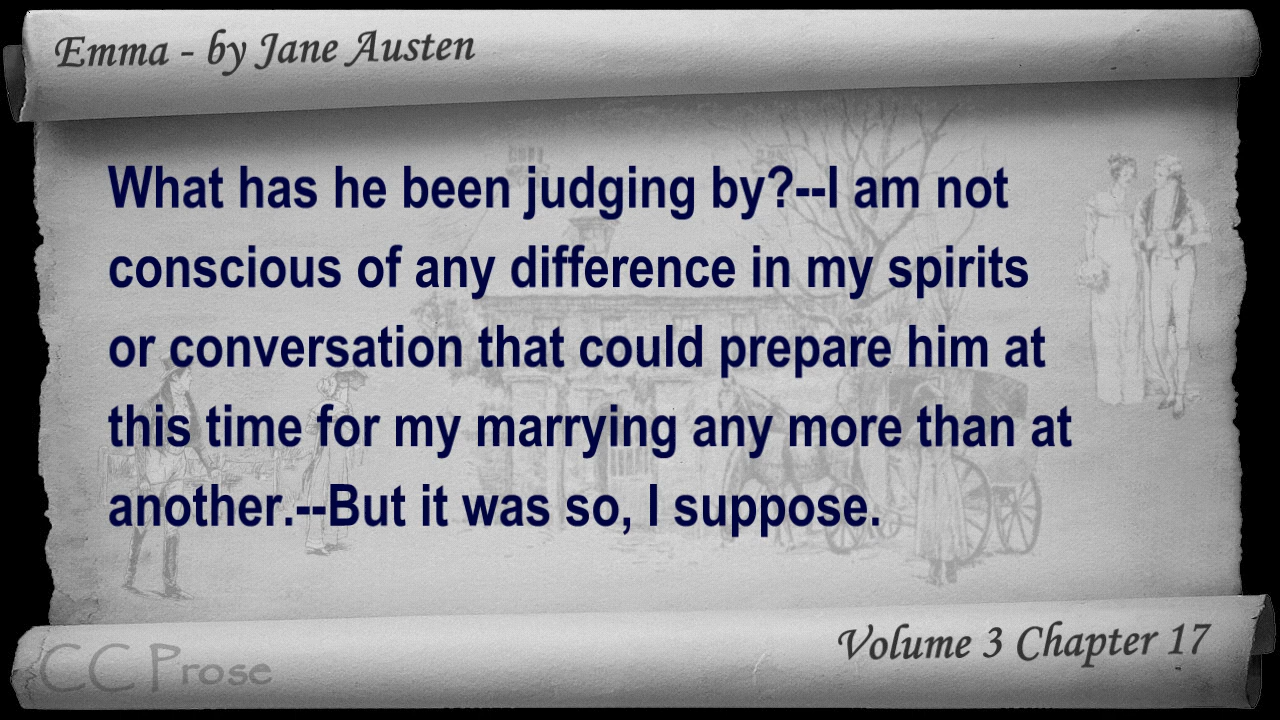 Emma - by Jane Austen
What has he been judging by?--I am not
conscious of any difference in my spirits
or conversation that could prepare him at
this time for my marrying any more than at
another.--But it was so, I suppose.
Volume 3 Chapter 17
CC Prose